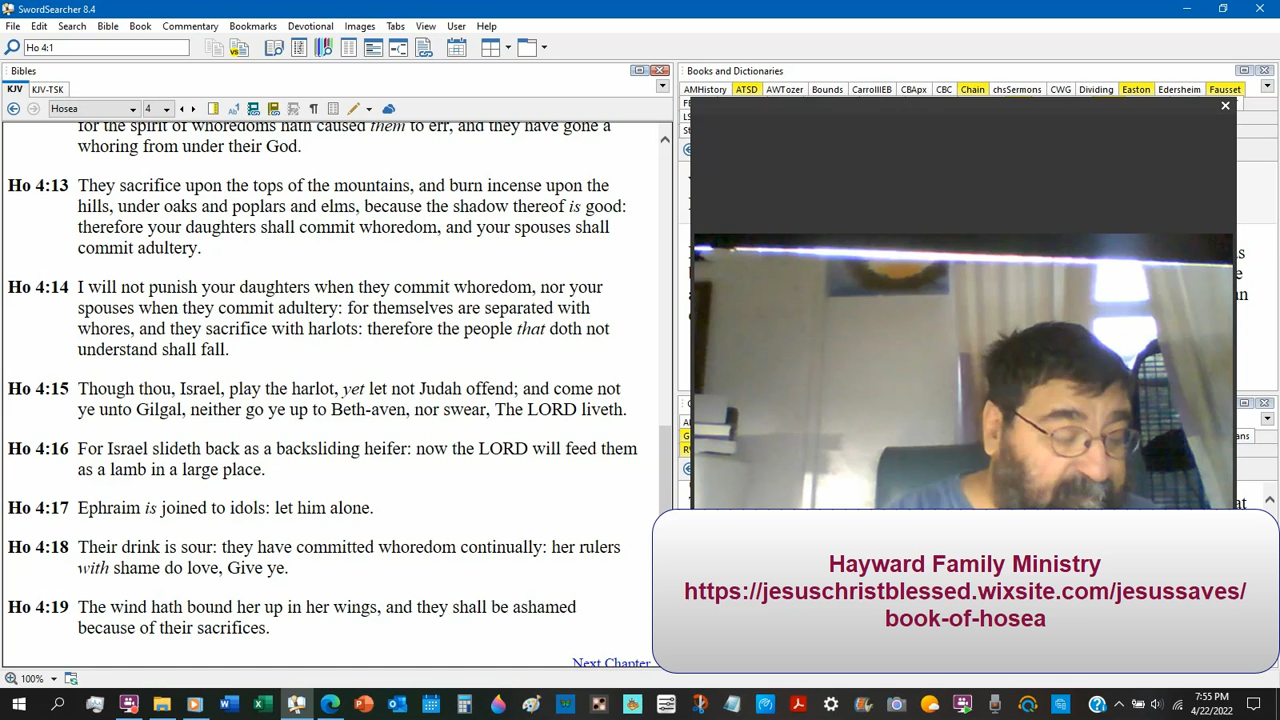 SwordSearcher 8.4
File Edit Search Bible Book Commentary Bookmarks Devotional Images Tabs View User Help
Ho 4:1
Bibles
KJV KJV-TSK
Hosea 4
for the spirit of whoredoms hath caused them to err, and they have gone a
whoring from under their God.
Ho 4:13 They sacrifice upon the tops of the mountains, and burn incense upon the
hills, under oaks and poplars and elms, because the shadow thereof is good:
therefore your daughters shall commit whoredom, and your spouses shall
commit adultery.
Ho 4:14 I will not punish your daughters when they commit whoredom, nor your
spouses when they commit adultery: for themselves are separated with
whores, and they sacrifice with harlots: therefore the people that doth not
understand shall fall.
Ho 4:15 Though thou, Israel, play the harlot, yet let not Judah offend; and come not
ye unto Gilgal, neither go ye up to Beth-aven, nor swear, The LORD liveth.
Ho 4:16 For Israel slideth back as a backsliding heifer: now the LORD will feed them
as a lamb in a large place.
Ho 4:17 Ephraim is joined to idols: let him alone.
Ho 4:18 Their drink is sour: they have committed whoredom continually: her rulers
with shame do love, Give ye.
Ho 4:19 The wind hath bound her up in her wings, and they shall be ashamed
because of their sacrifices.
Next Chapter
100%
Books and Dictionaries
AMHistory ATSD AWTozer Bounds CarrollIEB CBApx CBC Chain chsSermons CWG Dividing Easton Edersheim Fausset
Hayward Family Ministry
https://jesuschristblessed.wixsite.com/jesussaves/
book-of-hosea
7:55 PM
4/22/2022